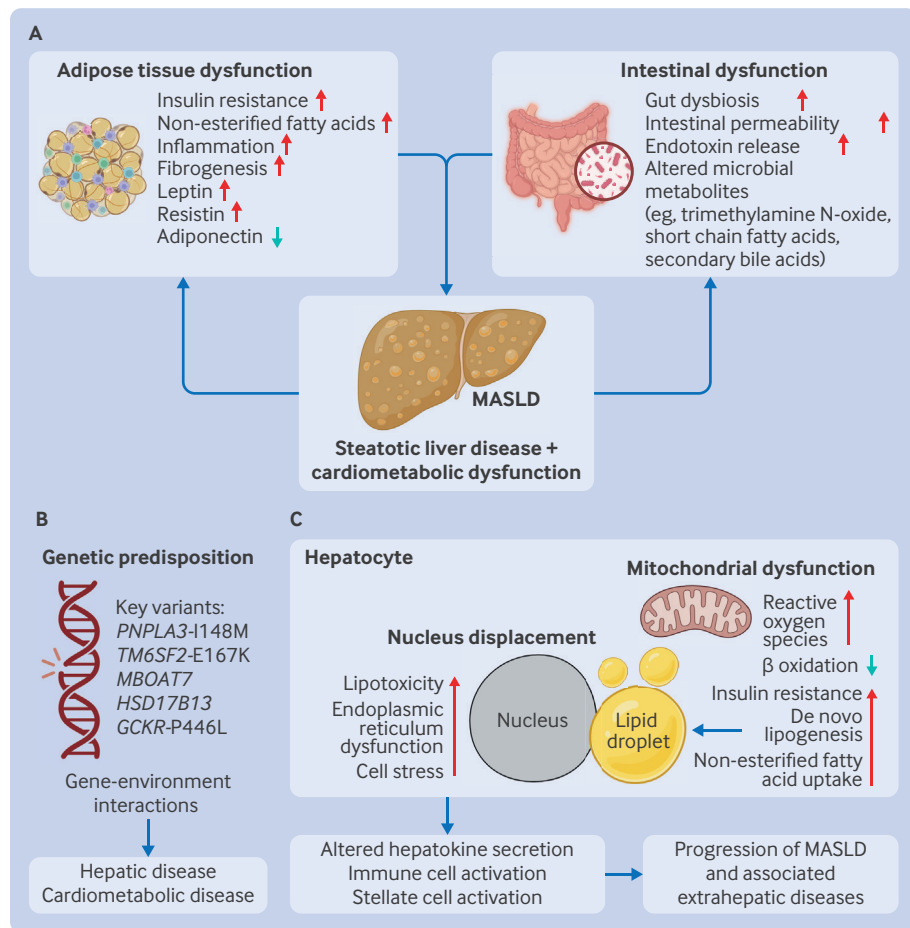 A
Adipose tissue dysfunction
Insulin resistance
Non-esterified fatty acids
Inflammation
Fibrogenesis
Leptin
Resistin
Adiponectin
Intestinal dysfunction
Gut dysbiosis
Intestinal permeability
Endotoxin release
Altered microbial
metabolites
(eg, trimethylamine N-oxide,
short chain fatty acids,
secondary bile acids)
MASLD
Steatotic liver disease +
cardiometabolic dysfunction
B
Genetic predisposition
Key variants:
PNPLA3-I148M
TM6SF2-E167K
MBOAT7
HSD17B13
GCKR-P446L
Gene-environment
interactions
Hepatic disease
Cardiometabolic disease
C
Hepatocyte
Mitochondrial dysfunction
Reactive
oxygen
species
β oxidation
Insulin resistance
De novo
lipogenesis
Non-esterified fatty
acid uptake
Nucleus displacement
Lipotoxicity
Endoplasmic
reticulum
dysfunction
Cell stress
Nucleus
Lipid
droplet
Altered hepatokine secretion
Immune cell activation
Stellate cell activation
Progression of MASLD
and associated
extrahepatic diseases